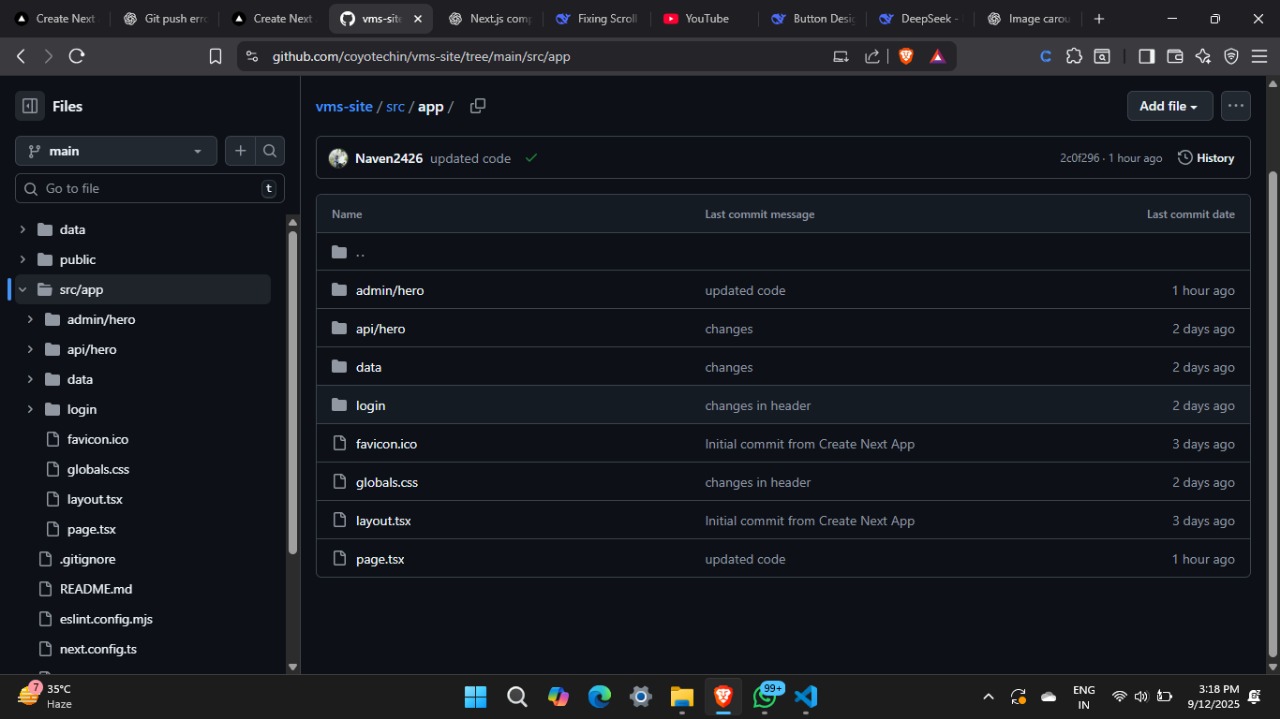 Create Next
Git push erro
Create Next
vms-site
Next.js comp
Fixing Scroll
YouTube
Button Desig
DeepSeek -
Image carou
github.com/coyotechin/vms-site/tree/main/src/app
Files
vms-site / src / app /
Add file
main
Naven2426 updated code
2c0f296 · 1 hour ago
History
Go to file
t
Name
Last commit message
Last commit date
data
..
public
src/app
admin/hero
updated code
1 hour ago
admin/hero
api/hero
changes
2 days ago
api/hero
data
changes
2 days ago
data
login
changes in header
2 days ago
login
favicon.ico
Initial commit from Create Next App
3 days ago
favicon.ico
globals.css
changes in header
2 days ago
globals.css
layout.tsx
Initial commit from Create Next App
3 days ago
layout.tsx
page.tsx
updated code
1 hour ago
page.tsx
.gitignore
README.md
eslint.config.mjs
next.config.ts
7
35°C
Haze
99+
ENG
IN
3:18 PM
9/12/2025